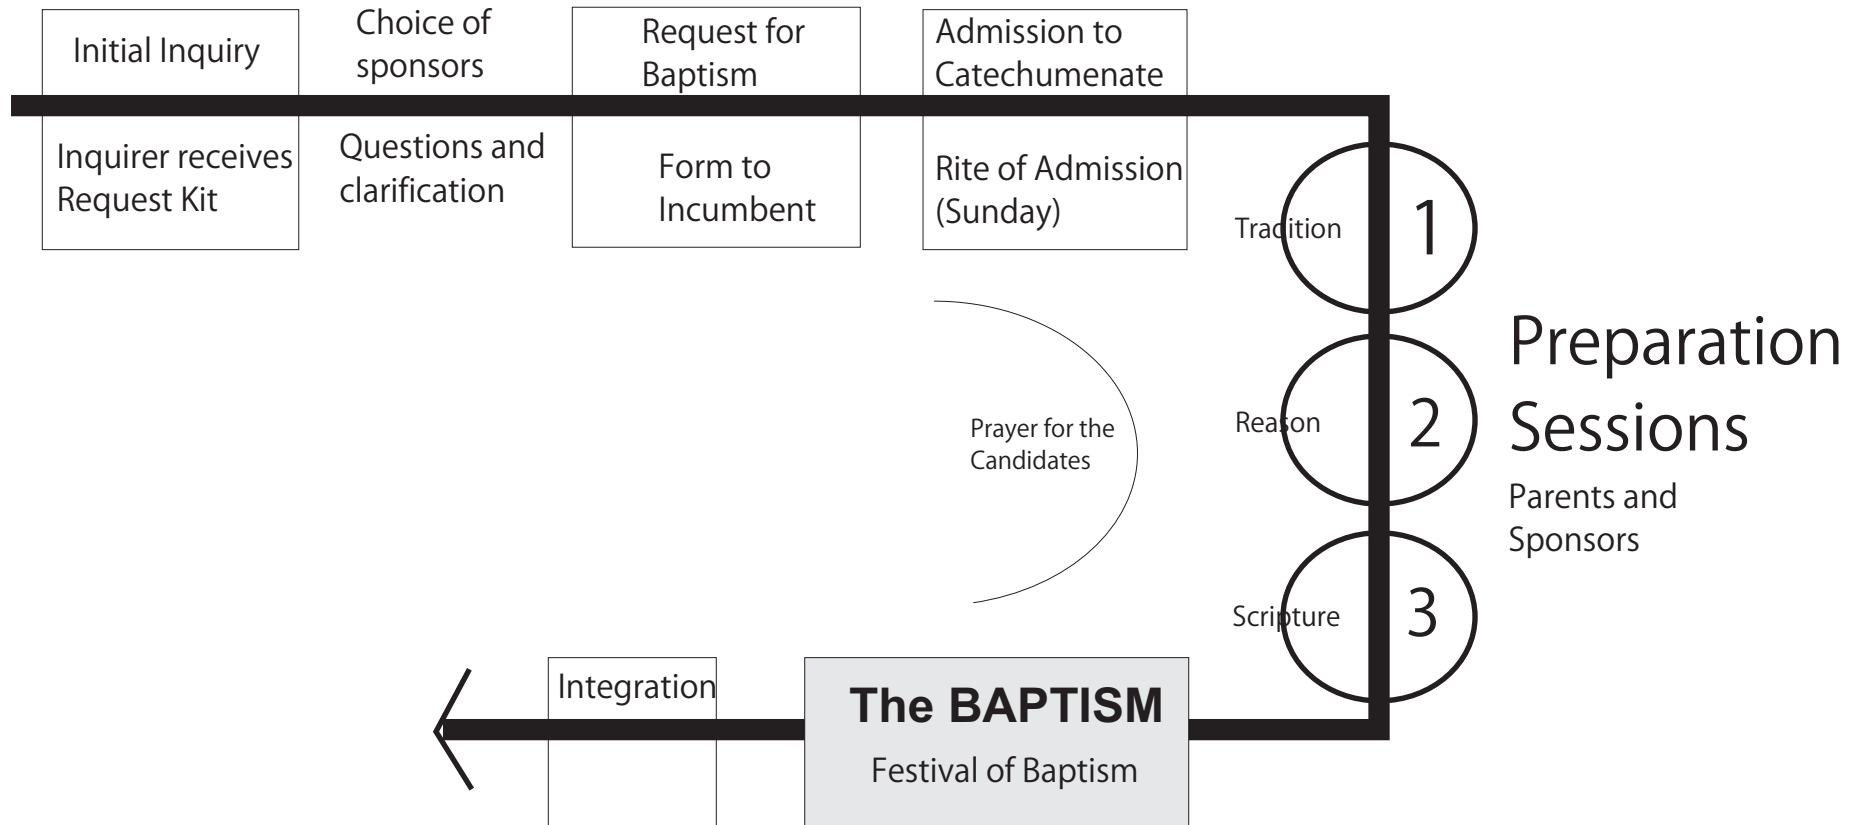 Initial Inquiry
Inquirer receives
Request Kit
Choice of
sponsors
Questions and
clarification
Request for
Baptism
Form to
Incumbent
Admission to
Catechumenate
Rite of Admission
(Sunday)
Tradition
1
Reason
2
Scripture
3
Preparation
Sessions
Parents and
Sponsors
Prayer for the
Candidates
The BAPTISM
Festival of Baptism
Integration